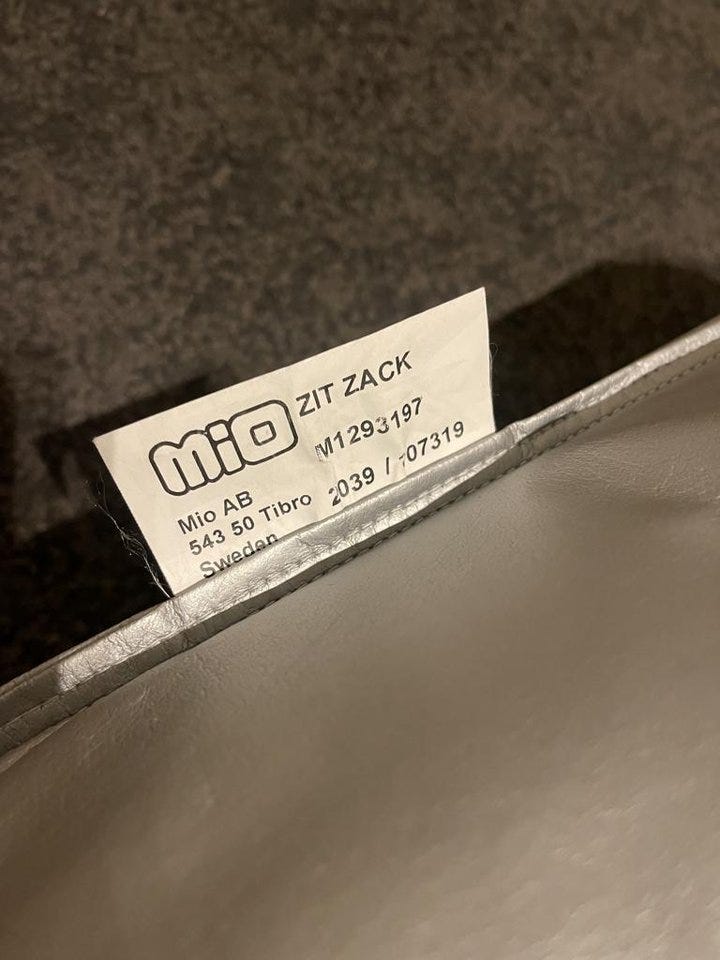 mio
ZIT ZACK
M1293197
Mio AB
543 50 Tibro 2039 / 107319
Sweden